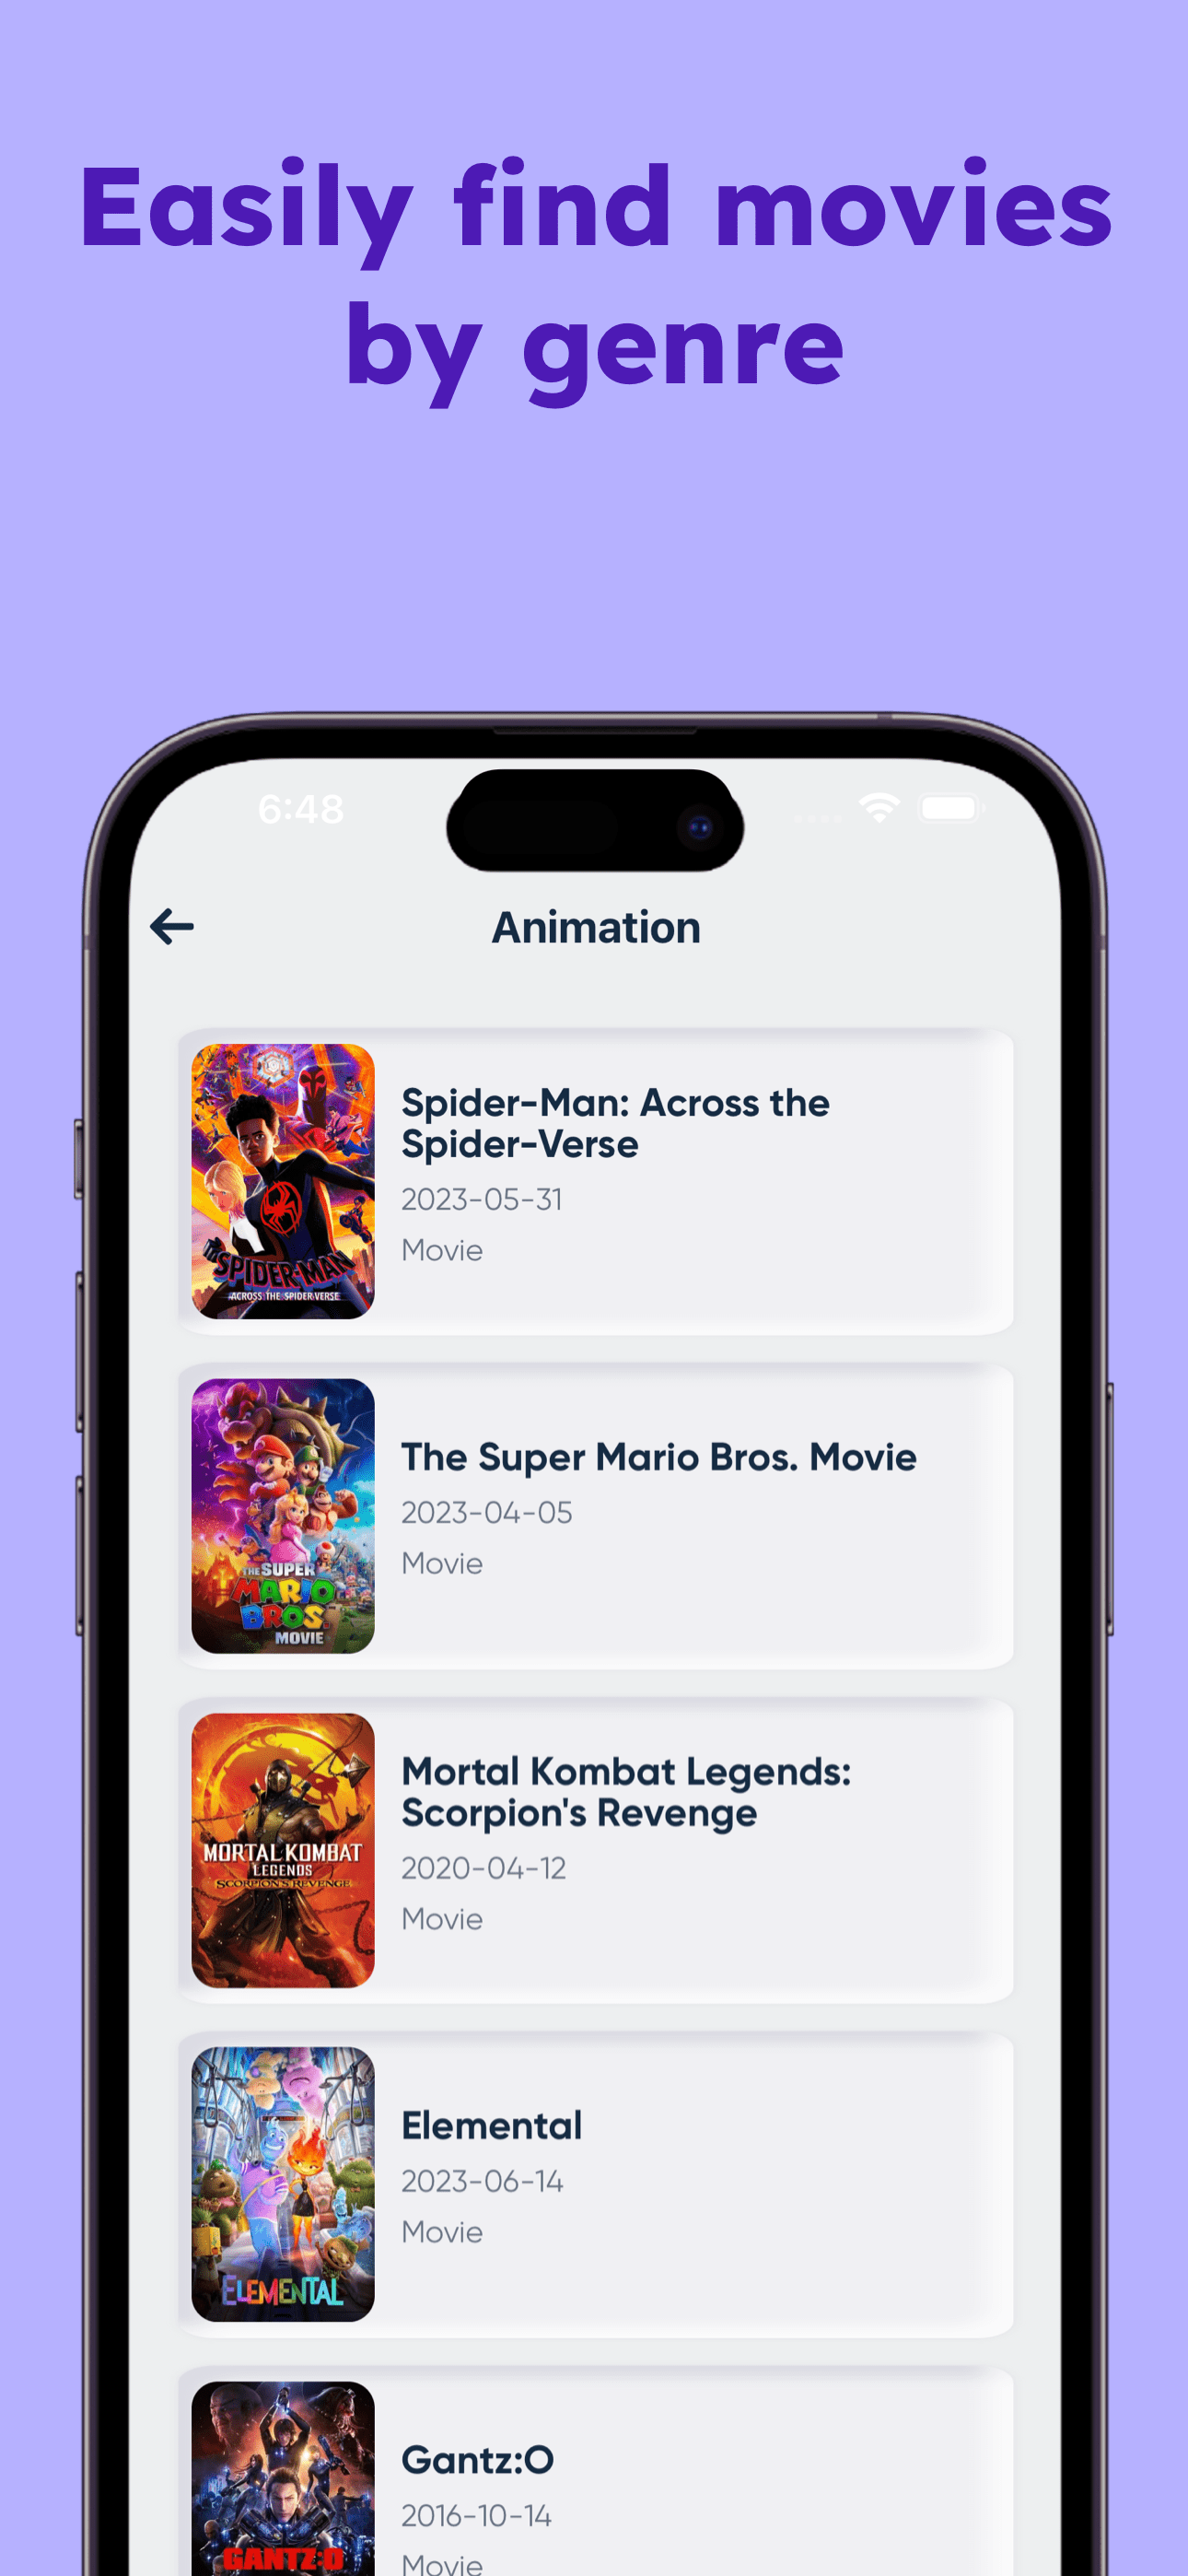 Easily find movies
by genre
6:48
Animation
SPIDER-MAN
ACROSS THE SPIDER-VERSE
Spider-Man: Across the
Spider-Verse
2023-05-31
Movie
THE SUPER
MARIO
BROS.
MOVIE
The Super Mario Bros. Movie
2023-04-05
Movie
MORTAL KOMBAT
LEGENDS
SCORPION'S REVENGE
Mortal Kombat Legends:
Scorpion's Revenge
2020-04-12
Movie
ELEMENTAL
Elemental
2023-06-14
Movie
GANTZ:O
Gantz:O
2016-10-14
Movie